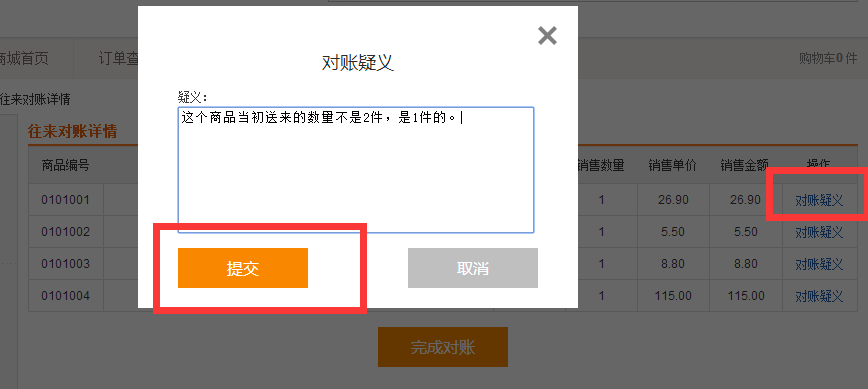 商城首页
订单查
购物车0 件
往来对账详情
往来对账详情
商品编号
销售数量
销售单价
销售金额
操作
0101001
1
26.90
26.90
对账疑义
0101002
1
5.50
5.50
对账疑义
0101003
1
8.80
8.80
对账疑义
0101004
1
115.00
115.00
对账疑义
完成对账
对账疑义
疑义：
这个商品当初送来的数量不是2件，是1件的。
提交
取消